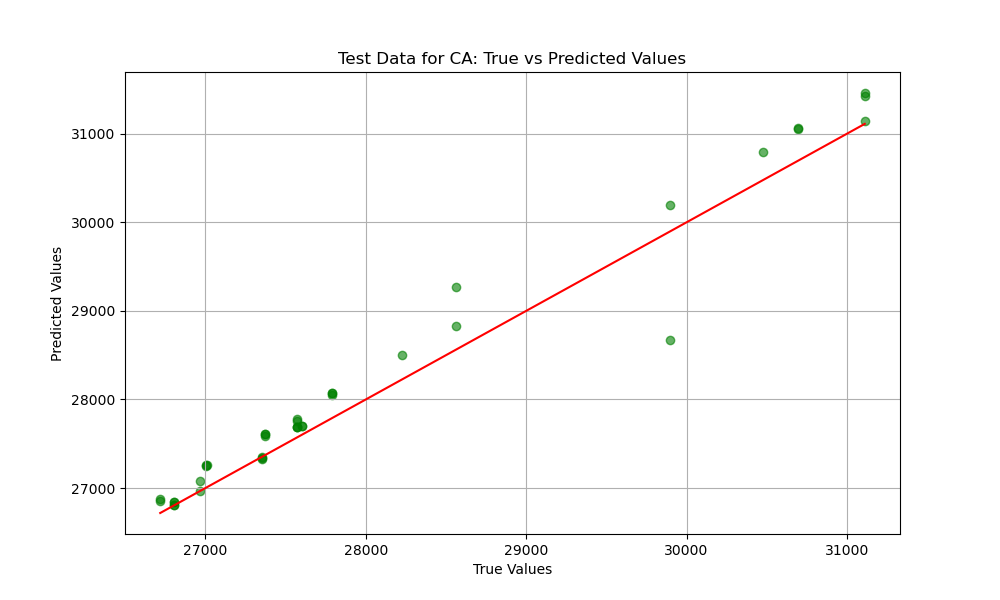 Test Data for CA: True vs Predicted Values
31000
30000
29000
28000
27000
Predicted Values
27000 28000 29000 30000 31000
True Values